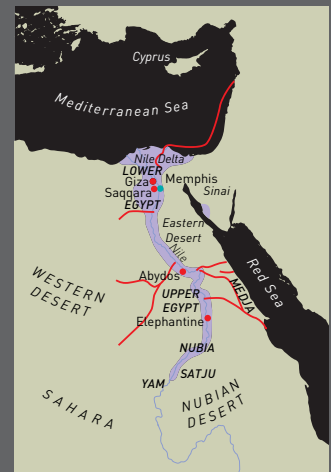 Cyprus
Mediterranean Sea
Nile Delta
LOWER
Giza
Memphis
Saqqara
Sinai
EGYPT
Eastern
Desert
Nile
WESTERN
DESERT
Abydos
Red Sea
UPPER
EGYPT
MEDJA
Elephantine
NUBIA
SATJU
YAM
NUBIAN
DESERT
SAHARA